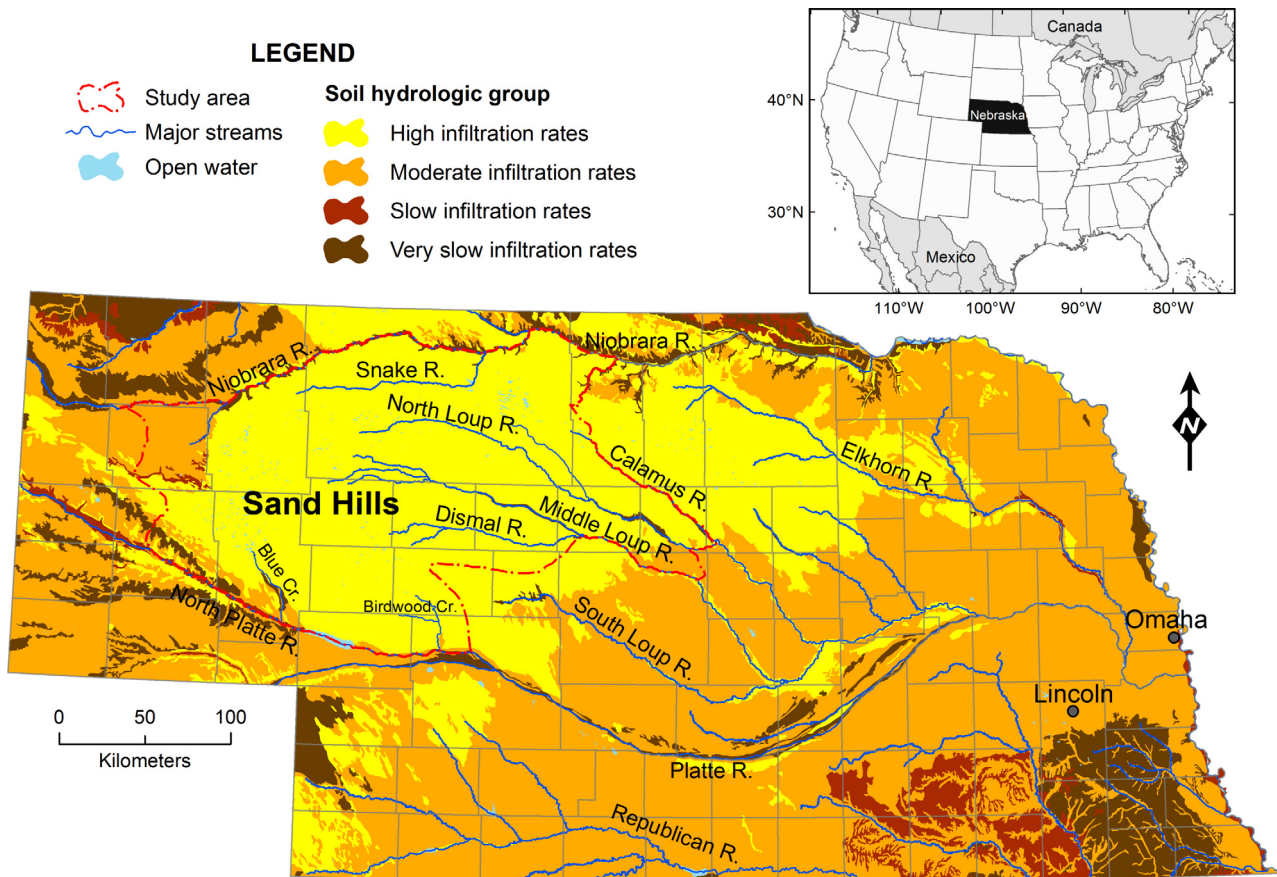 LEGEND
Study area
Major streams
Open water
Soil hydrologic group
High infiltration rates
Moderate infiltration rates
Slow infiltration rates
Very slow infiltration rates
Canada
40°N
Nebraska
30°N
Mexico
110°W
100°W
90°W
80°W
Niobrara R.
Niobrara R.
Snake R.
North Loup R.
N
Calamus R.
Elkhorn R.
Sand Hills
Dismal R.
Middle Loup R.
Blue Cr.
Birdwood Cr.
North Platte R.
South Loup R.
Omaha
Lincoln
0 50 100
Kilometers
Platte R.
Republican R.